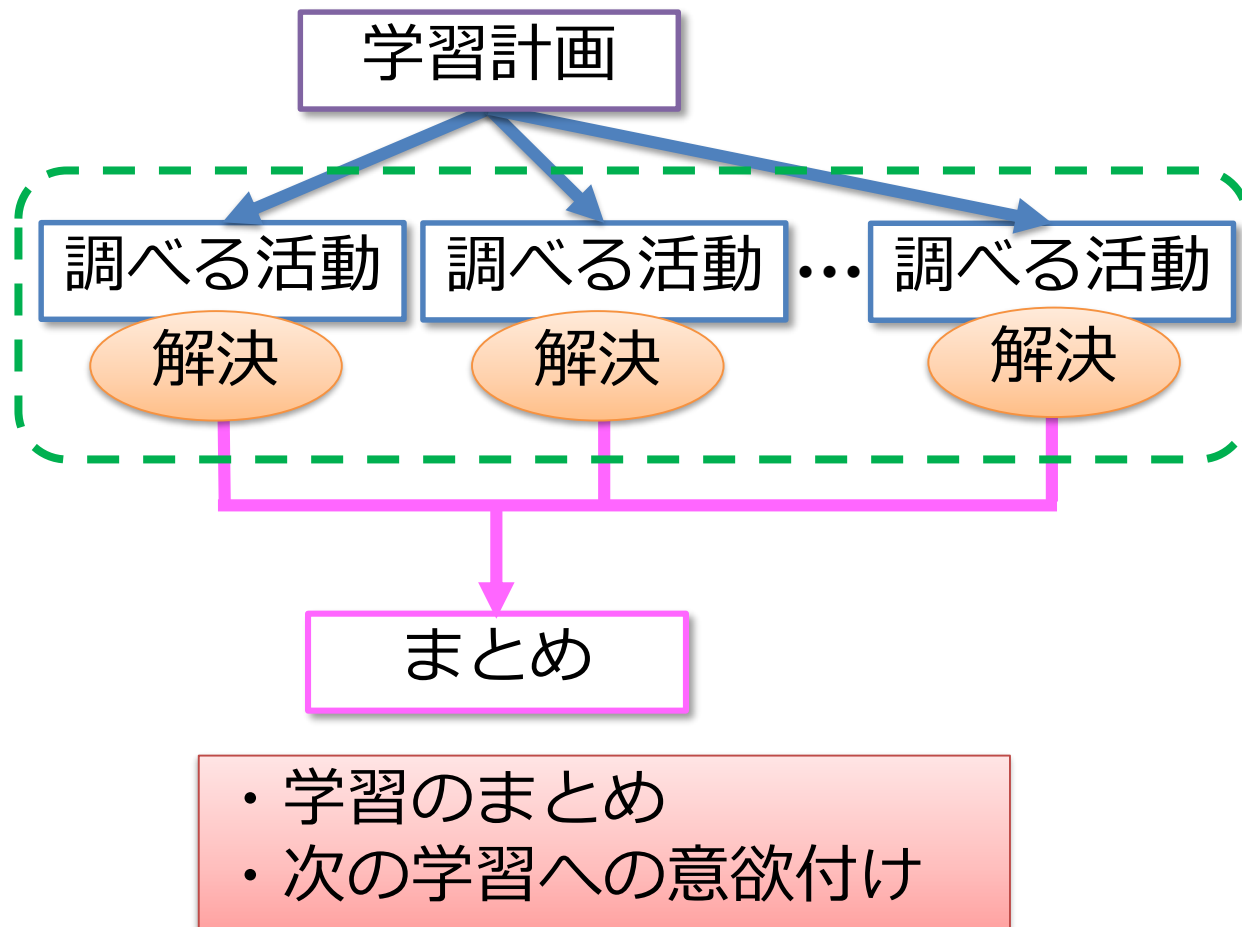 学習計画
調べる活動
調べる活動
…
調べる活動
解決
解決
解決
まとめ
・学習のまとめ
・次の学習への意欲付け